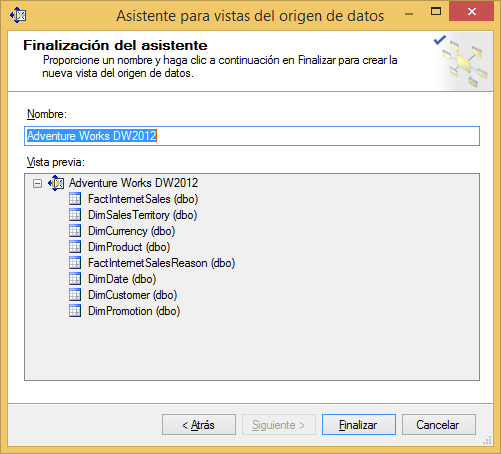 Asistente para vistas del origen de datos
Finalización del asistente
Proporcione un nombre y haga clic a continuación en Finalizar para crear la
nueva vista del origen de datos.
Nombre:
Adventure Works DW2012
Vista previa:
Adventure Works DW2012
FactInternetSales (dbo)
DimSalesTerritory (dbo)
DimCurrency (dbo)
DimProduct (dbo)
FactInternetSalesReason (dbo)
DimDate (dbo)
DimCustomer (dbo)
DimPromotion (dbo)
< Atrás
Siguiente >
Finalizar
Cancelar